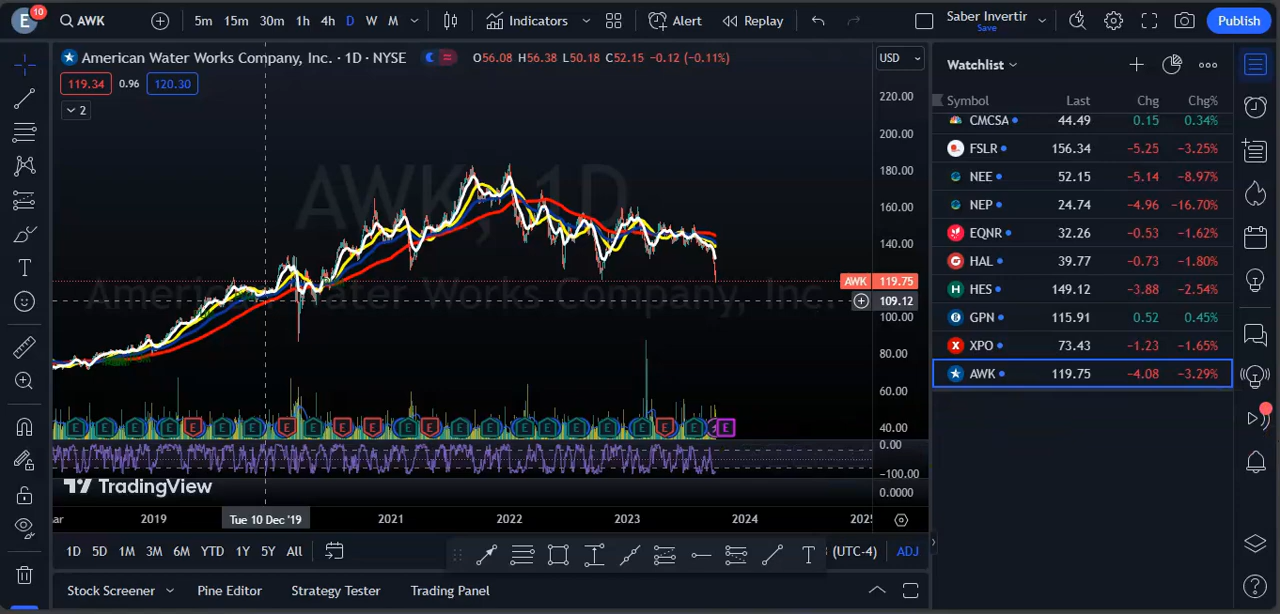 E 10 AWK 5m 15m 30m 1h 4h D W M Indicators Alert Replay Saber Invertir Save Publish
American Water Works Company, Inc. · 1D · NYSE O56.08 H56.38 L50.18 C52.15 −0.12 (−0.11%) USD
119.34 0.96 120.30
2
AWK, 1D
American Water Works Company, Inc.
220.00
200.00
180.00
160.00
140.00
AWK 119.75
109.12
100.00
80.00
60.00
40.00
E E E E E E E E E E E E E E E E E E E E E
0.00
−100.00
0.0000
TradingView
2019 Tue 10 Dec '19 2021 2022 2023 2024 2025
1D 5D 1M 3M 6M YTD 1Y 5Y All T (UTC-4) ADJ
Stock Screener Pine Editor Strategy Tester Trading Panel
Watchlist
Symbol Last Chg Chg%
CMCSA 44.49 0.15 0.34%
FSLR 156.34 −5.25 −3.25%
NEE 52.15 −5.14 −8.97%
NEP 24.74 −4.96 −16.70%
EQNR 32.26 −0.53 −1.62%
HAL 39.77 −0.73 −1.80%
HES 149.12 −3.88 −2.54%
GPN 115.91 0.52 0.45%
XPO 73.43 −1.23 −1.65%
AWK 119.75 −4.08 −3.29%